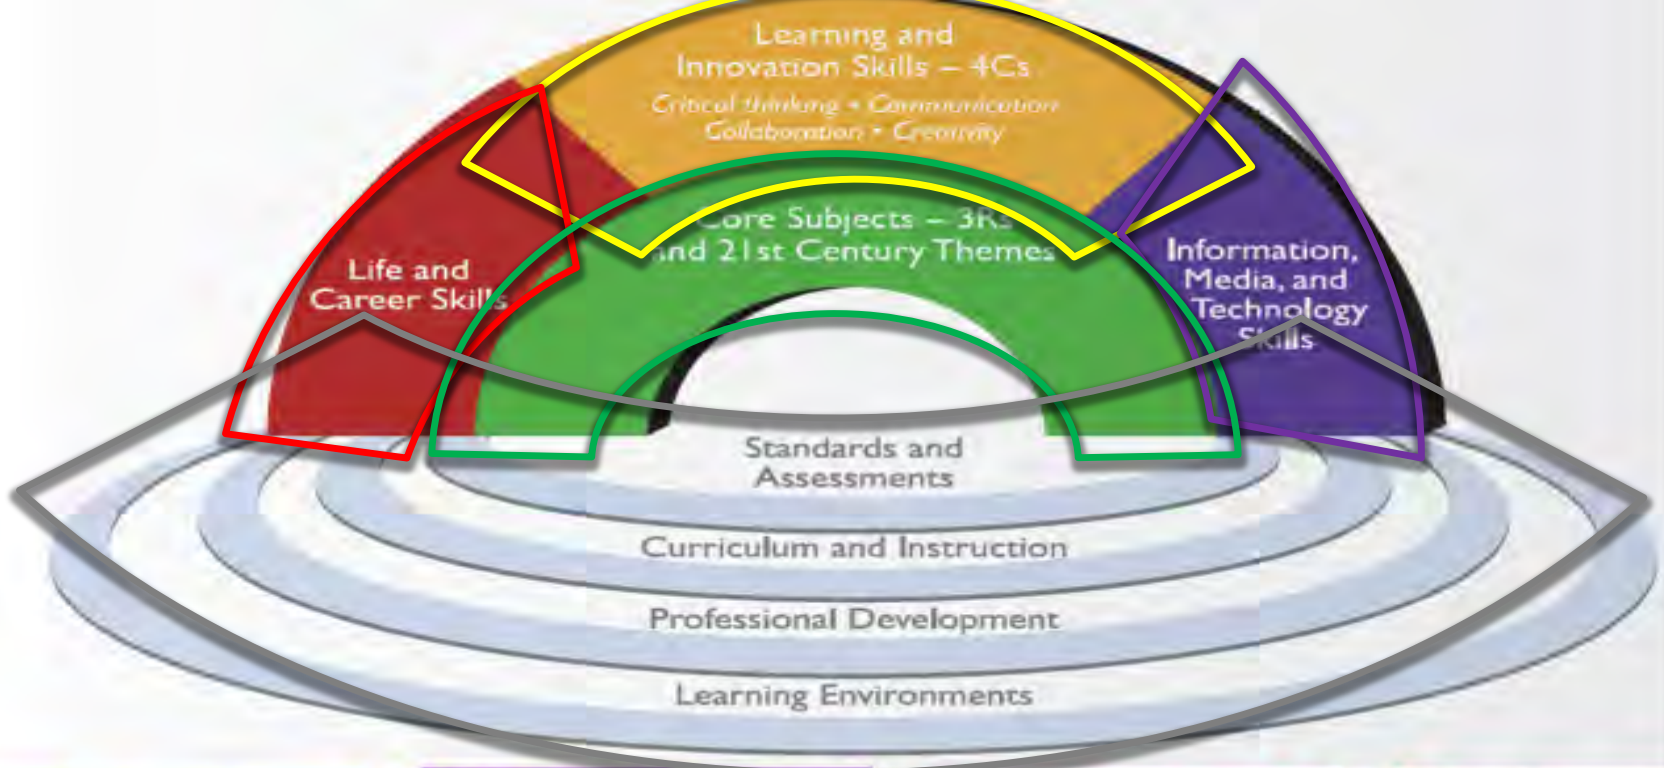 Learning and
Innovation Skills – 4Cs
Critical thinking • Communication
Collaboration • Creativity
Core Subjects – 3Rs
and 21st Century Themes
Life and
Career Skills
Information,
Media, and
Technology
Skills
Standards and
Assessments
Curriculum and Instruction
Professional Development
Learning Environments